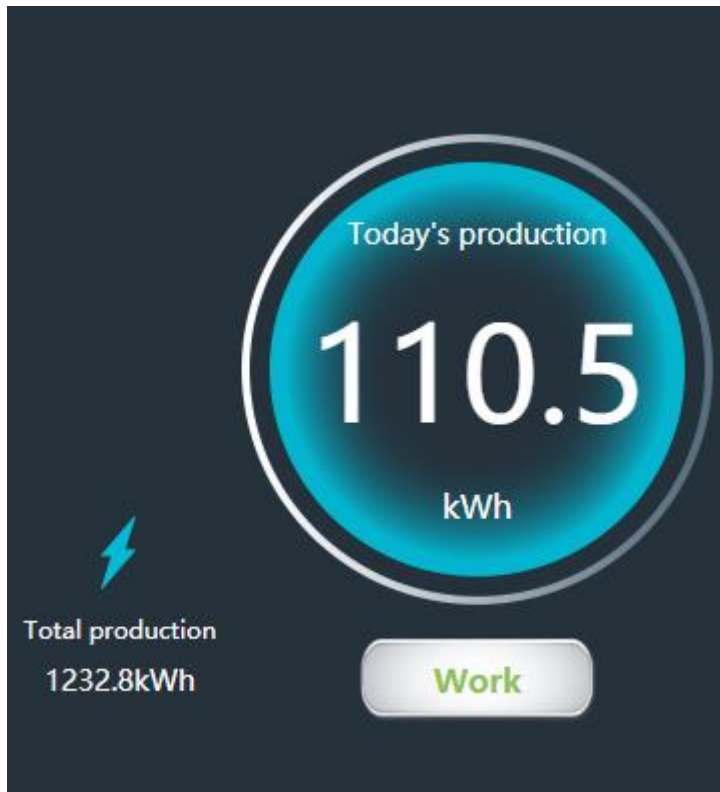 Today's production
110.5
kWh
Total production
1232.8kWh
Work